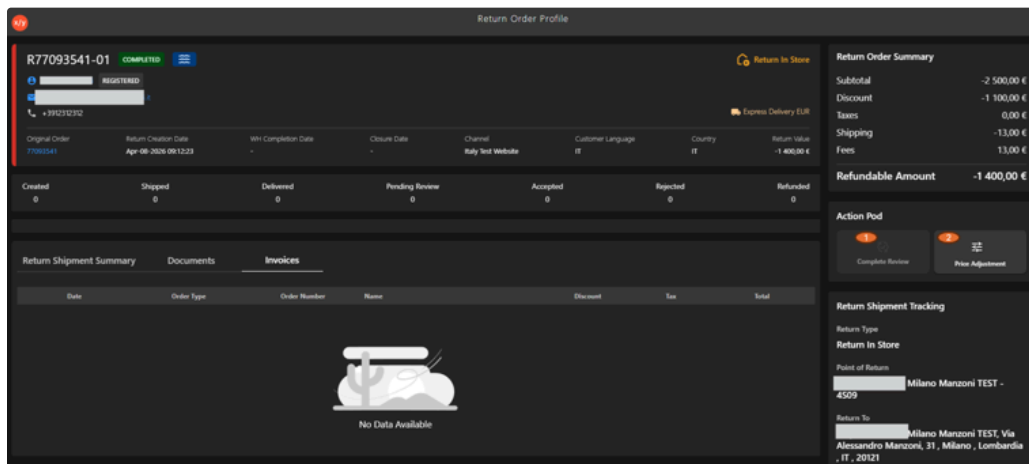 x/y
Return Order Profile
R77093541-01 COMPLETED
Return In Store
REGISTERED
+3912312312
Express Delivery EUR
Original Order Return Creation Date WH Completion Date Closure Date Channel Customer Language Country Return Value
77093541 Apr-08-2026 09:12:23 - - Italy Test Website IT IT -1 400,00 €
Created Shipped Delivered Pending Review Accepted Rejected Refunded
0 0 0 0 0 0 0
Return Shipment Summary Documents Invoices
Date Order Type Order Number Name Discount Tax Total
No Data Available
Return Order Summary
Subtotal -2 500,00 €
Discount -1 100,00 €
Taxes 0,00 €
Shipping -13,00 €
Fees 13,00 €
Refundable Amount -1 400,00 €
Action Pod
1 2
Complete Review Price Adjustment
Return Shipment Tracking
Return Type
Return In Store
Point of Return
Milano Manzoni TEST -
4S09
Return To
Milano Manzoni TEST, Via
Alessandro Manzoni, 31 , Milano , Lombardia
, IT , 20121